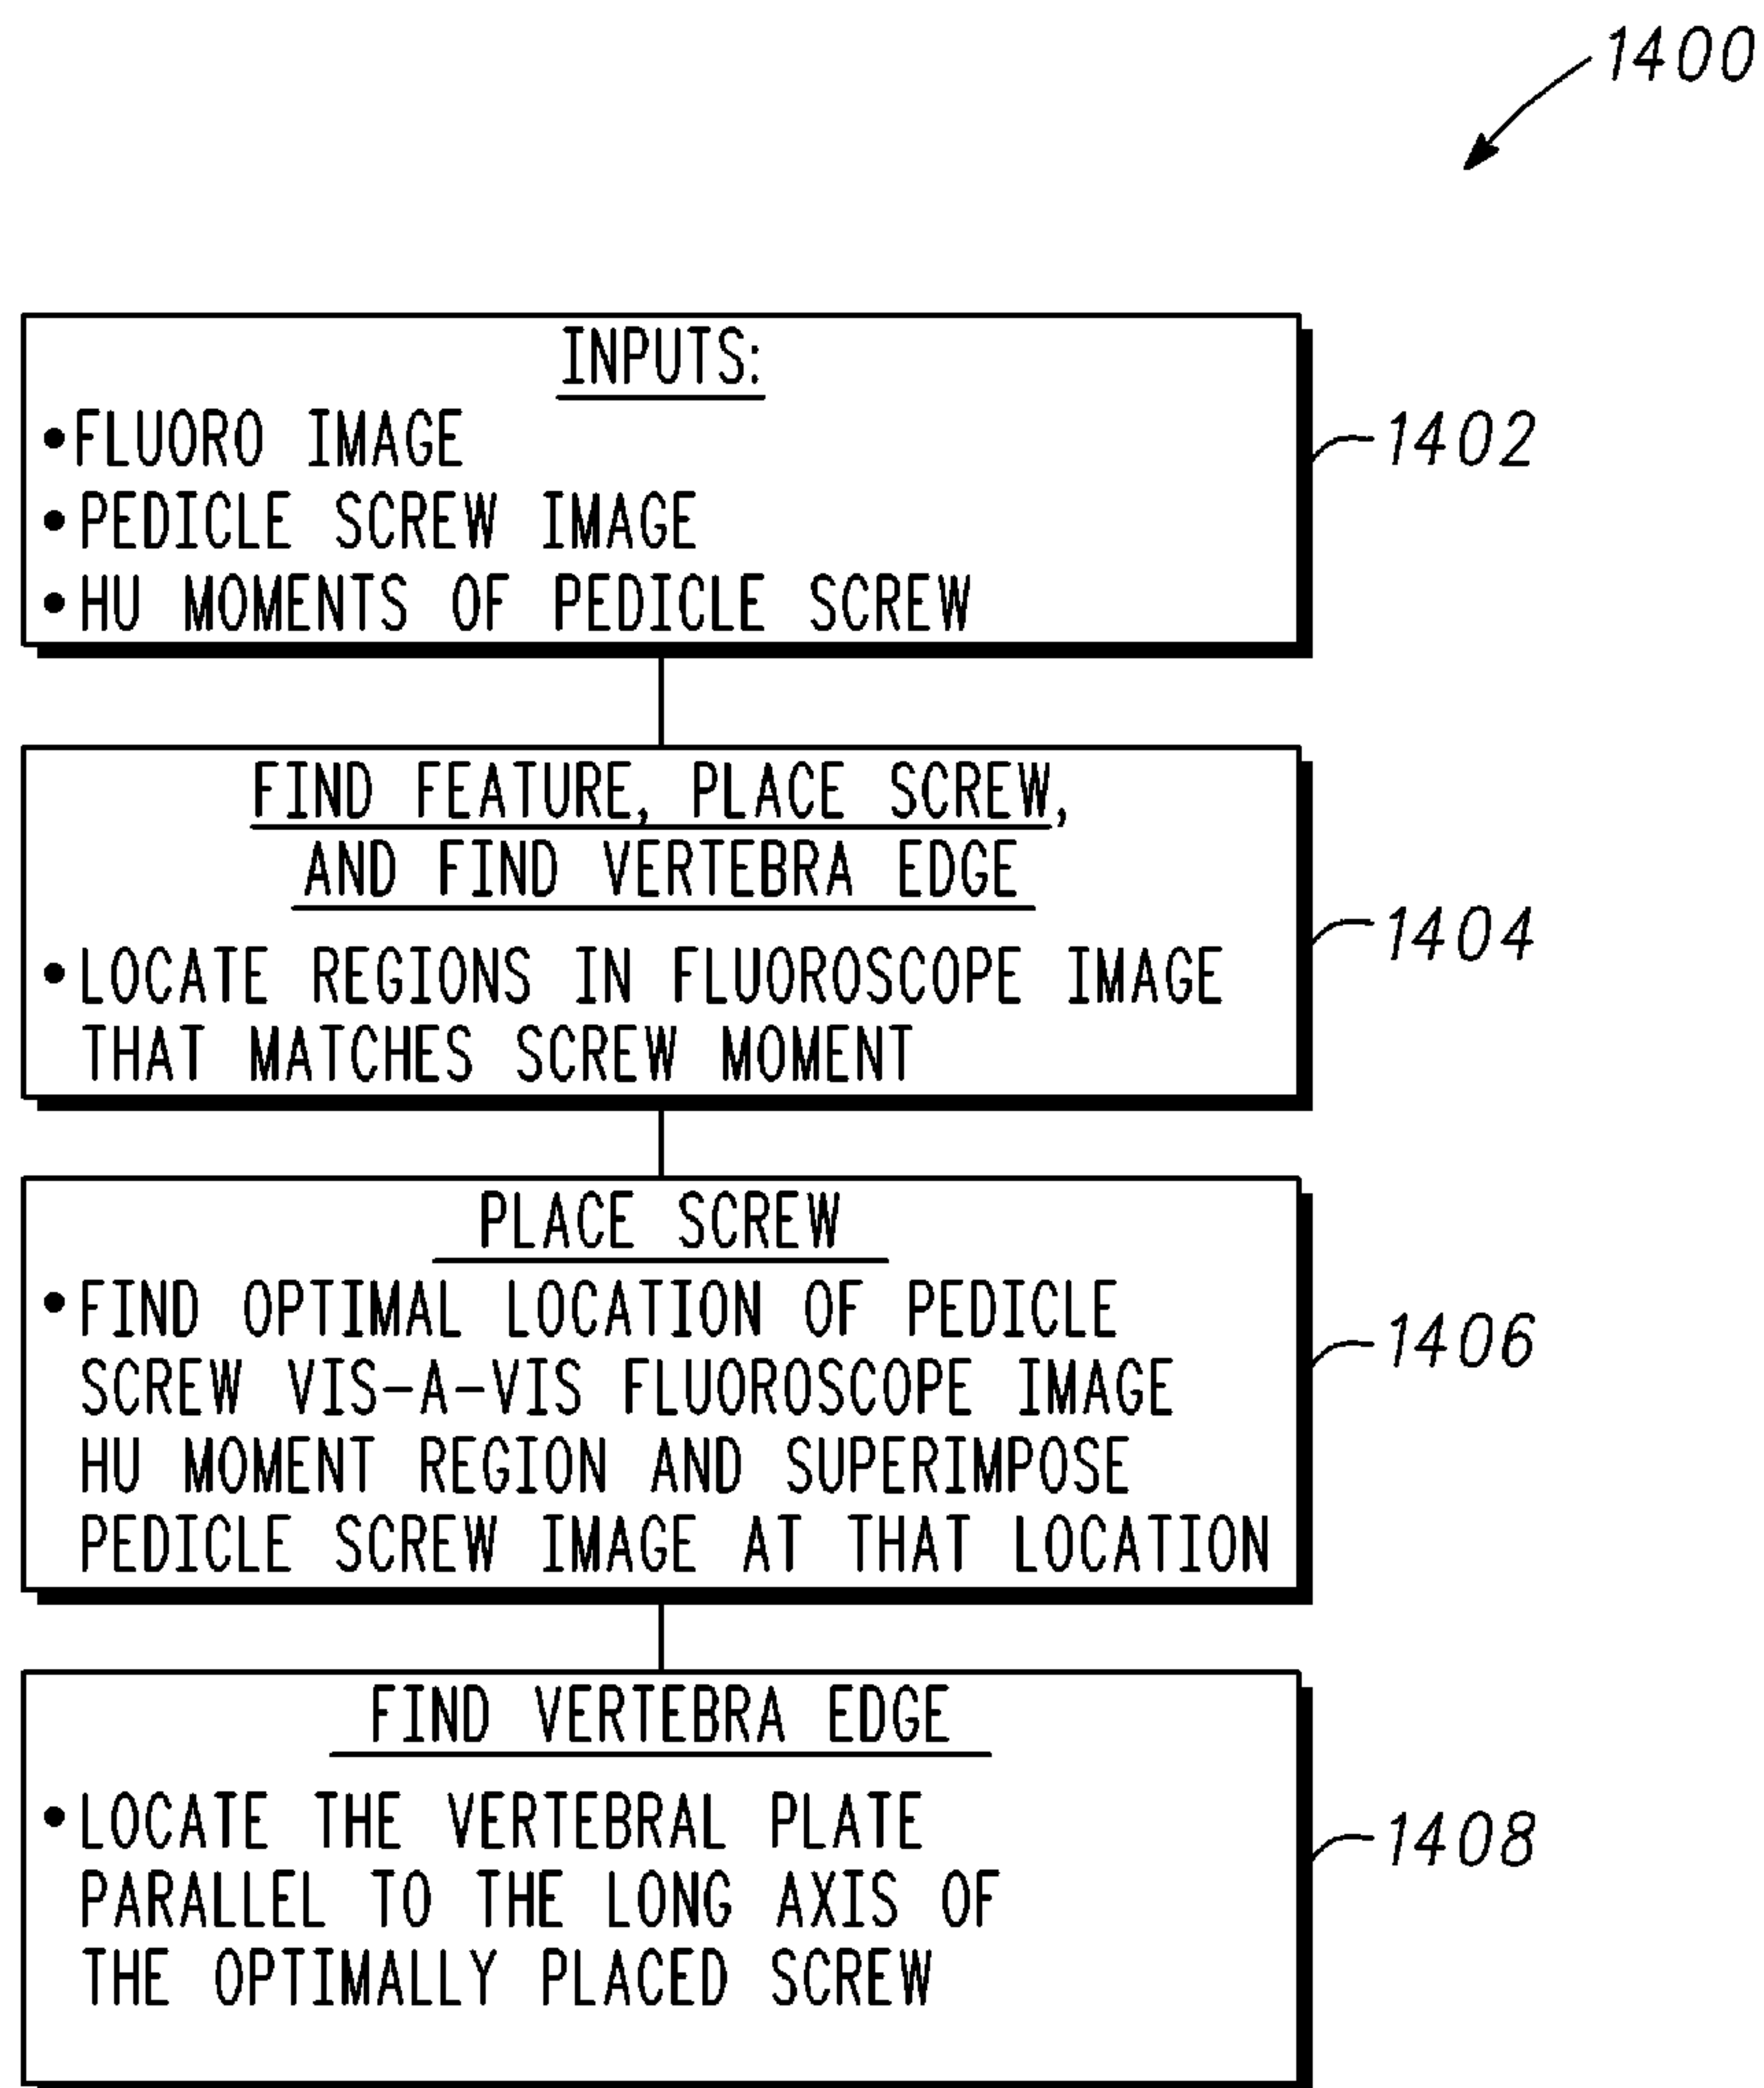 1400
INPUTS:
•FLUORO IMAGE
•PEDICLE SCREW IMAGE
•HU MOMENTS OF PEDICLE SCREW
1402
FIND FEATURE, PLACE SCREW,
AND FIND VERTEBRA EDGE
•LOCATE REGIONS IN FLUOROSCOPE IMAGE
THAT MATCHES SCREW MOMENT
1404
PLACE SCREW
•FIND OPTIMAL LOCATION OF PEDICLE
SCREW VIS-A-VIS FLUOROSCOPE IMAGE
HU MOMENT REGION AND SUPERIMPOSE
PEDICLE SCREW IMAGE AT THAT LOCATION
1406
FIND VERTEBRA EDGE
•LOCATE THE VERTEBRAL PLATE
PARALLEL TO THE LONG AXIS OF
THE OPTIMALLY PLACED SCREW
1408